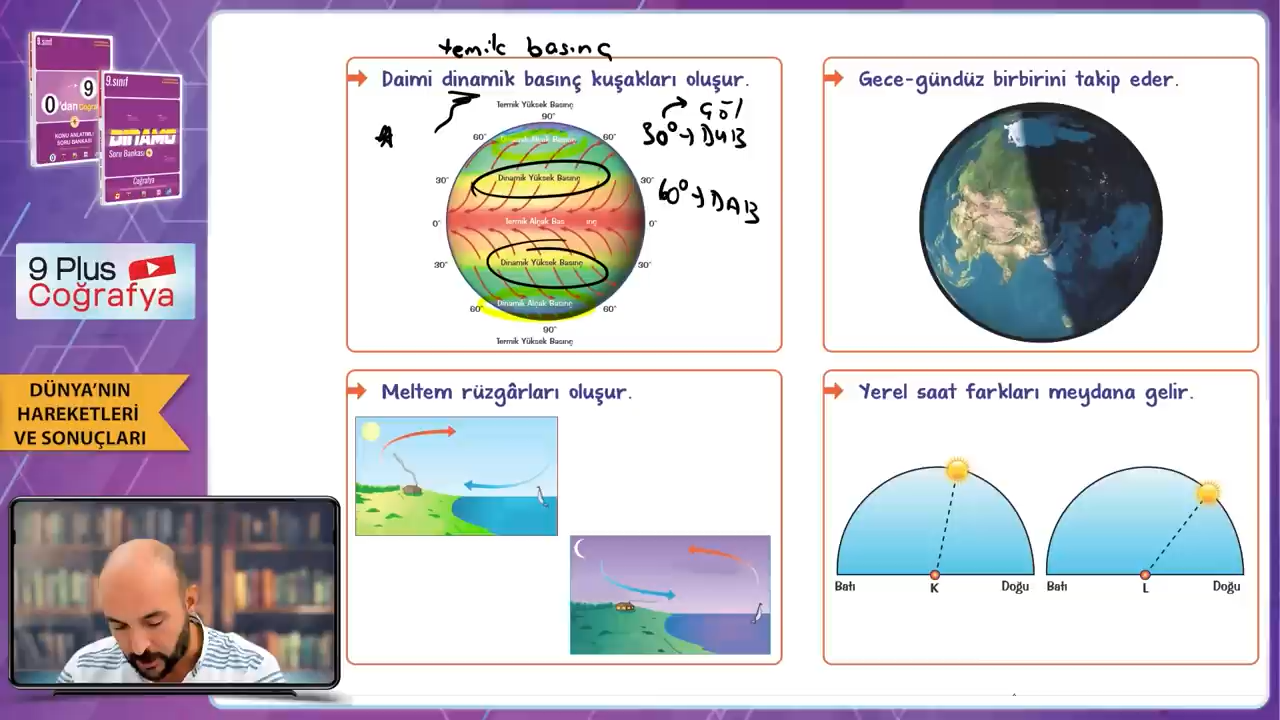 9.sınıf
0'dan 9
KONU ANLATIMLI
SORU BANKASI
9.sınıf
DİNAMO
Soru Bankası
Coğrafya
9 Plus
Coğrafya
DÜNYA'NIN
HAREKETLERİ
VE SONUÇLARI
temik basınç
Daimi dinamik basınç kuşakları oluşur.
Termik Yüksek Basınç
90°
60° 60°
Alçak Basınç
30° Dinamik Yüksek Basınç 30°
0° Termik Alçak Bas ınç 0°
30° Dinamik Yüksek Basınç 30°
Dinamik Alçak Basınç
60° 60°
90°
Termik Yüksek Basınç
çöl
30° → DYB
60° → DAB
Gece-gündüz birbirini takip eder.
Meltem rüzgârları oluşur.
Yerel saat farkları meydana gelir.
Batı K Doğu
Batı L Doğu